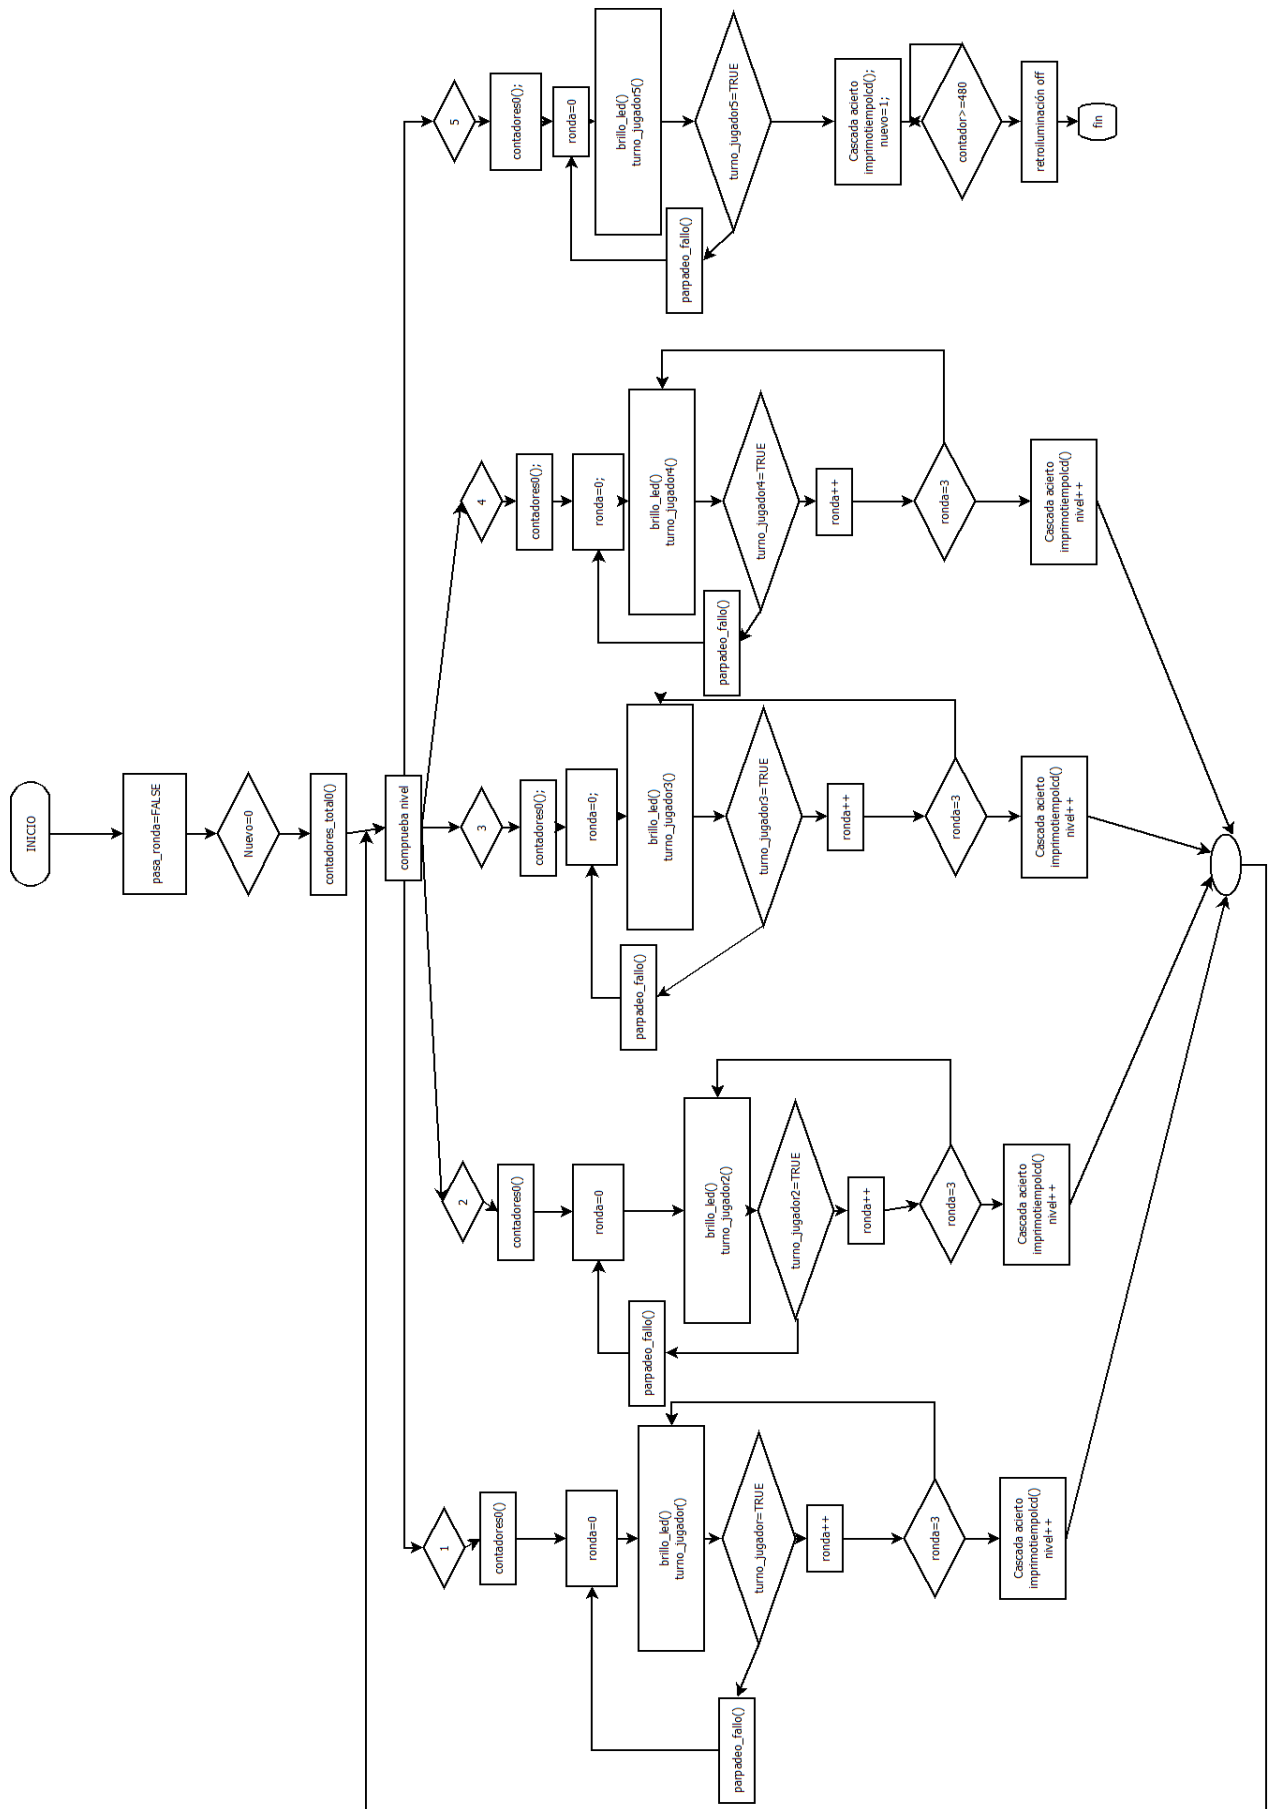 INICIO
pasa_ronda=FALSE
Nuevo=0
contadores_total0()
comprueba nivel
1
contadores0()
ronda=0
brillo_led()
turno_jugador()
turno_jugador=TRUE
parpadeo_fallo()
ronda++
ronda=3
Cascada acierto
imprimotiempolcd()
nivel++
2
contadores0()
ronda=0
brillo_led()
turno_jugador2()
turno_jugador2=TRUE
parpadeo_fallo()
ronda++
ronda=3
Cascada acierto
imprimotiempolcd()
nivel++
3
contadores0();
ronda=0;
brillo_led()
turno_jugador3()
turno_jugador3=TRUE
parpadeo_fallo()
ronda++
ronda=3
Cascada acierto
imprimotiempolcd()
nivel++
4
contadores0();
ronda=0;
brillo_led()
turno_jugador4()
turno_jugador4=TRUE
parpadeo_fallo()
ronda++
ronda=3
Cascada acierto
imprimotiempolcd()
nivel++
5
contadores0();
ronda=0
brillo_led()
turno_jugador5()
turno_jugador5=TRUE
parpadeo_fallo()
Cascada acierto
imprimotiempolcd();
nuevo=1;
contador>=480
retroiluminación off
fin